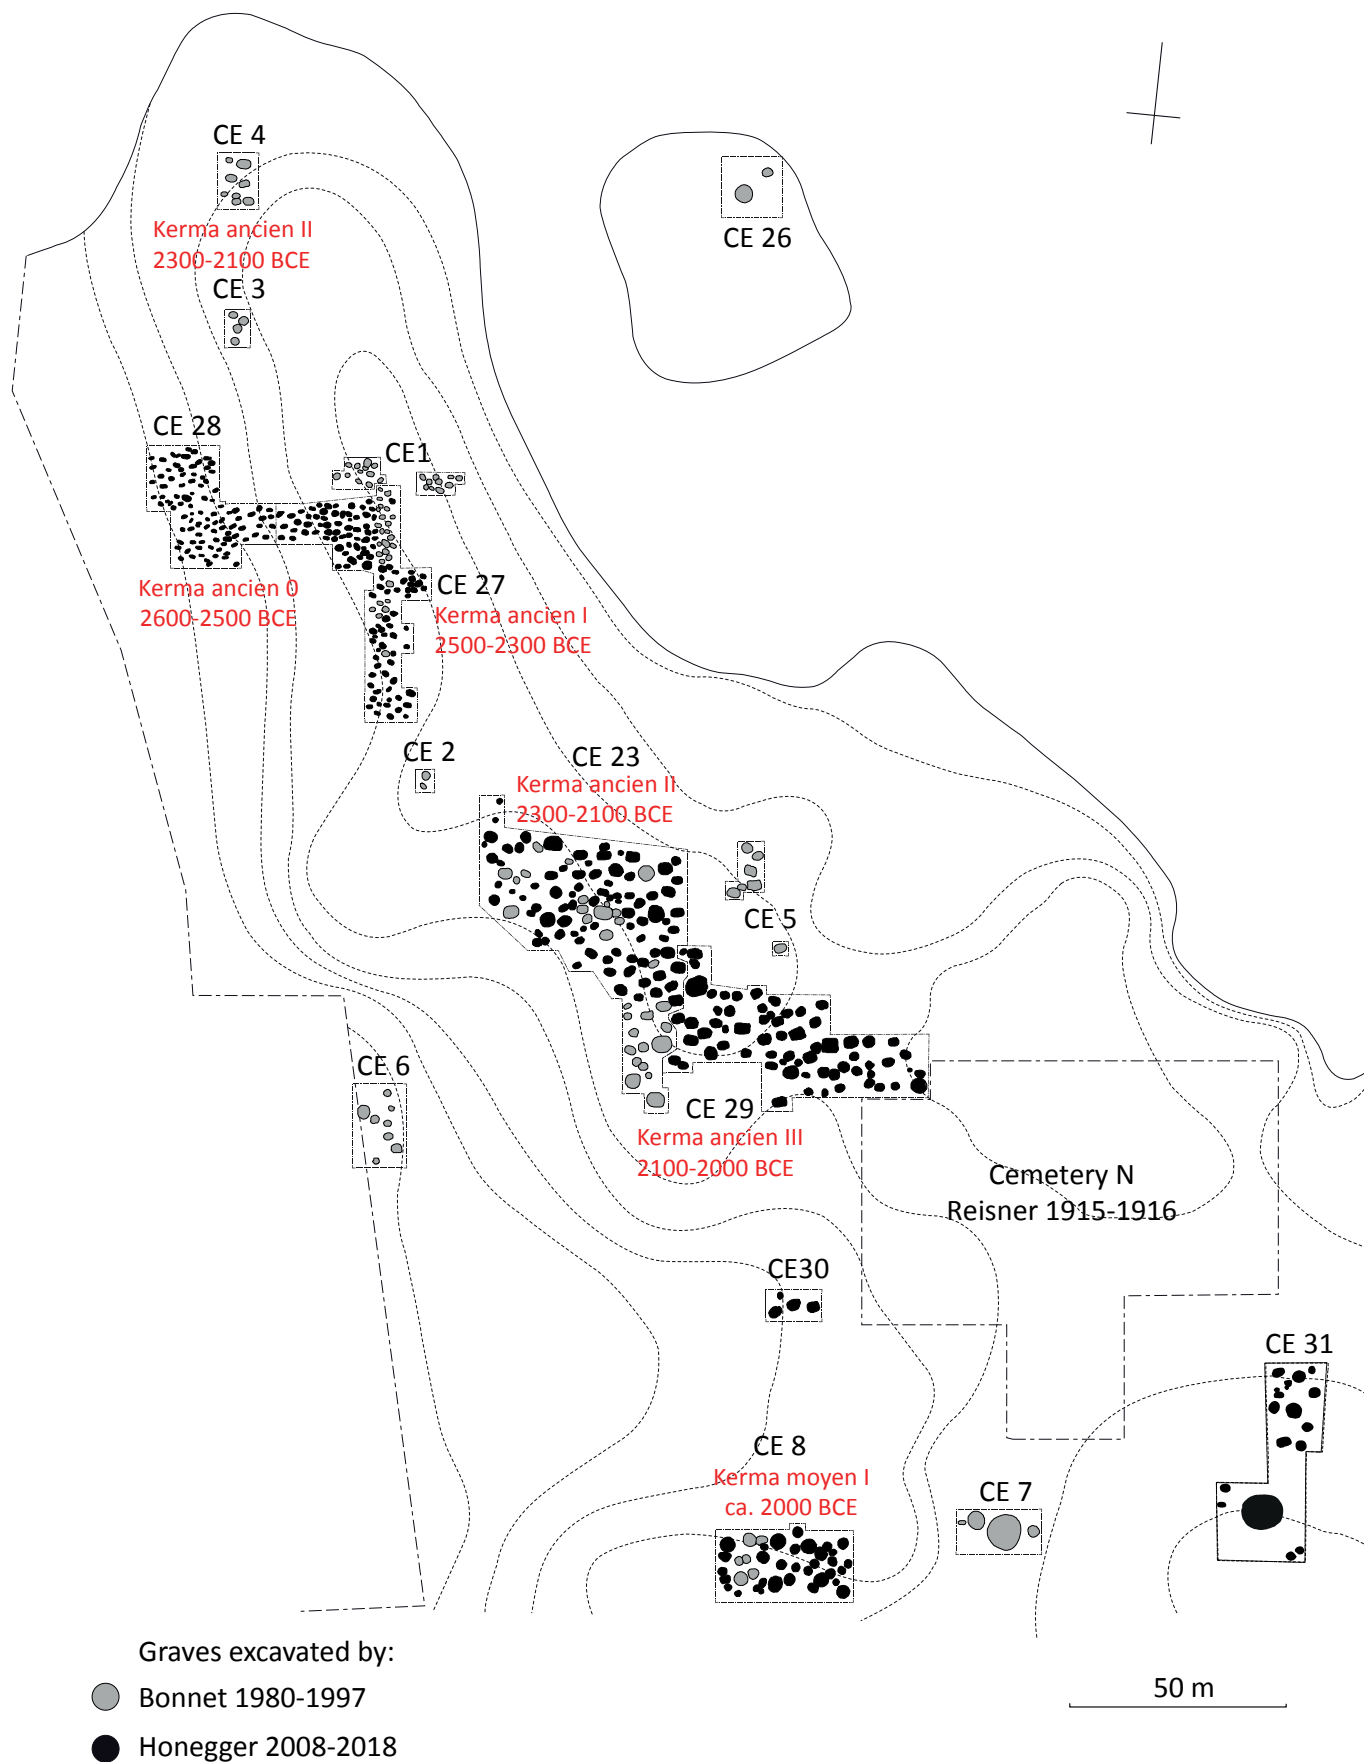 CE 4
Kerma ancien II
2300-2100 BCE
CE 3
CE 26
CE 28
CE1
Kerma ancien 0
2600-2500 BCE
CE 27
Kerma ancien I
2500-2300 BCE
CE 2
CE 23
Kerma ancien II
2300-2100 BCE
CE 5
CE 6
CE 29
Kerma ancien III
2100-2000 BCE
Cemetery N
Reisner 1915-1916
CE30
CE 31
CE 8
Kerma moyen I
ca. 2000 BCE
CE 7
Graves excavated by:
Bonnet 1980-1997
Honegger 2008-2018
50 m